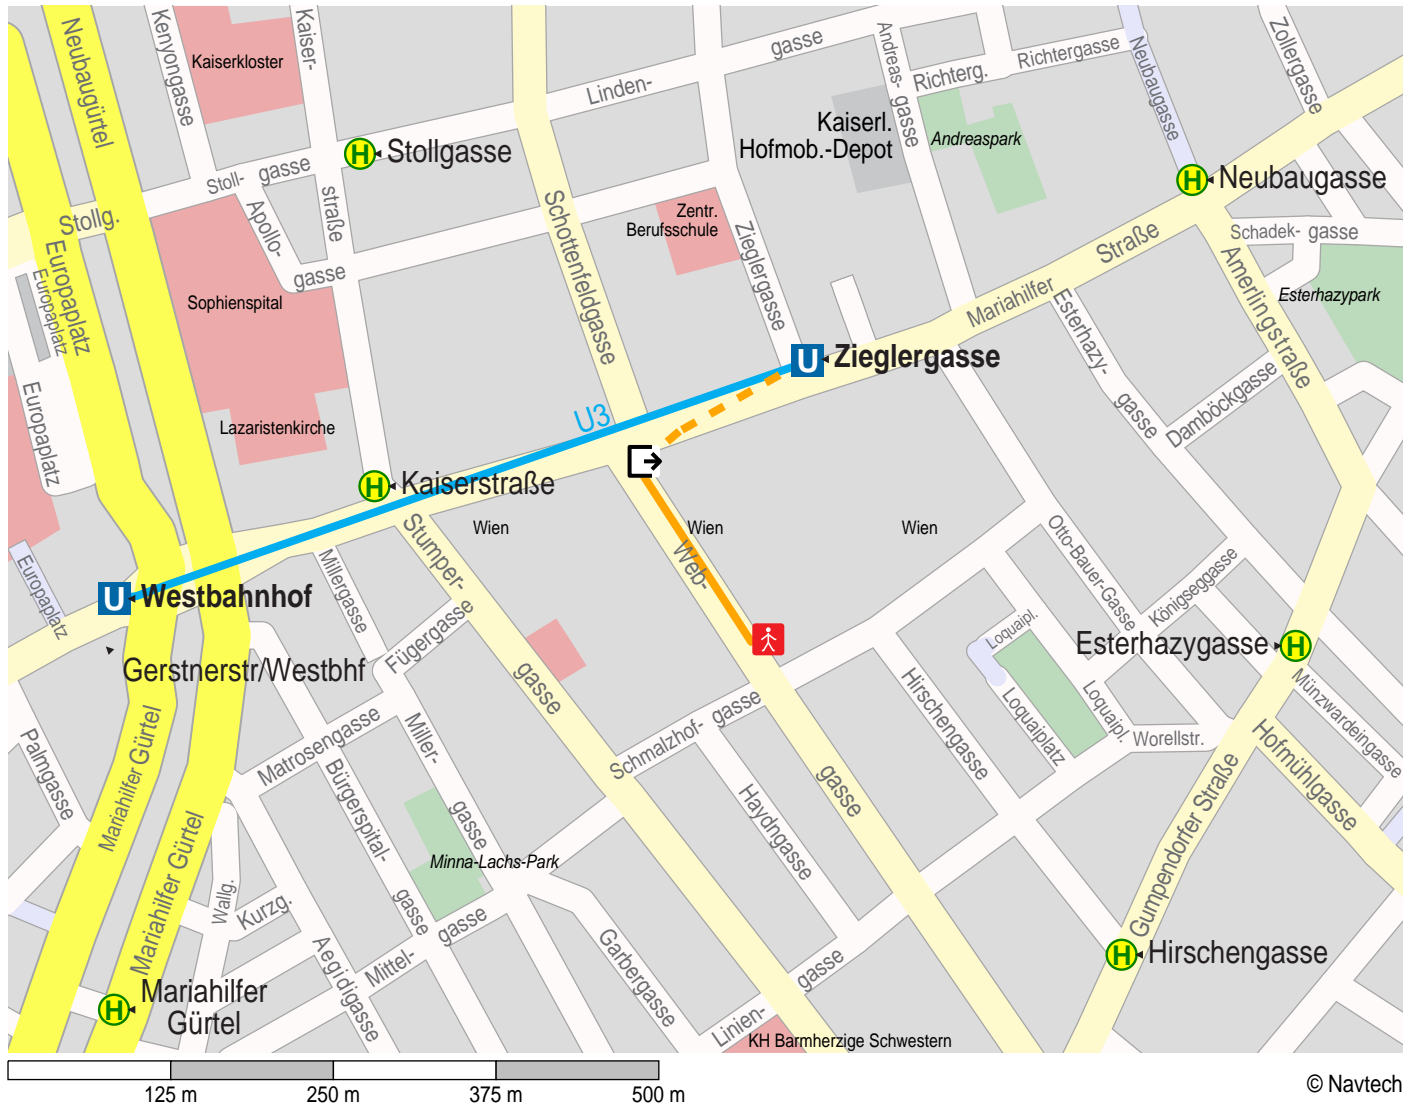 Kenyongasse
Kaiser-
straße
Neubaugürtel
Kaiserkloster
Linden-
gasse
Andreas-
gasse
Richterg.
Richtergasse
Neubaugasse
Zollergasse
Kaiserl.
Hofmob.-Depot
Andreaspark
H
Stollgasse
Stoll-
gasse
Stollg.
Apollo-
gasse
Schottenfeldgasse
Zentr.
Berufsschule
Zieglergasse
H
Neubaugasse
Schadek-
gasse
Straße
Mariahilfer
Amerlingstraße
Esterhazypark
Europaplatz
Europaplatz
Europaplatz
Sophienspital
Lazaristenkirche
U3
U
Zieglergasse
Esterhazy-
gasse
Damböckgasse
H
Kaiserstraße
Wien
Wien
Wien
Stumper-
gasse
Web-
gasse
Otto-Bauer-Gasse
Königseggasse
Europaplatz
Millergasse
U
Westbahnhof
Gerstnerstr/Westbhf
Fügergasse
Loquaipl.
Loquaiplatz
Loquaipl.
Worellstr.
Esterhazygasse
H
Münzwardeingasse
Hofmühlgasse
Hirschengasse
Schmalzhof-
gasse
Haydngasse
Palmgasse
Mariahilfer Gürtel
Mariahilfer Gürtel
Matrosengasse
Bürgerspital-
gasse
Miller-
gasse
Minna-Lachs-Park
Wallg.
Kurzg.
Aegidigasse
Mittel-
gasse
Garbergasse
Linien-
gasse
Gumpendorfer Straße
H
Hirschengasse
H
Mariahilfer
Gürtel
KH Barmherzige Schwestern
125 m
250 m
375 m
500 m
© Navtech